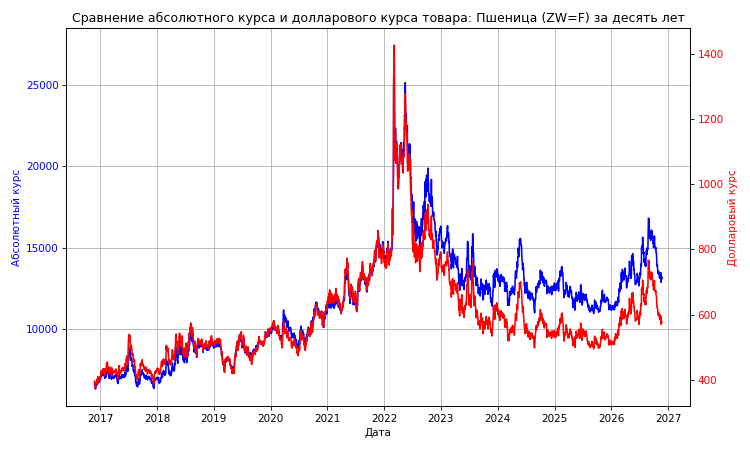 Сравнение абсолютного курса и долларового курса товара: Пшеница (ZW=F) за десять лет
Абсолютный курс
25000
20000
15000
10000
1400
1200
1000
800
600
400
Долларовый курс
2017 2018 2019 2020 2021 2022 2023 2024 2025 2026 2027
Дата